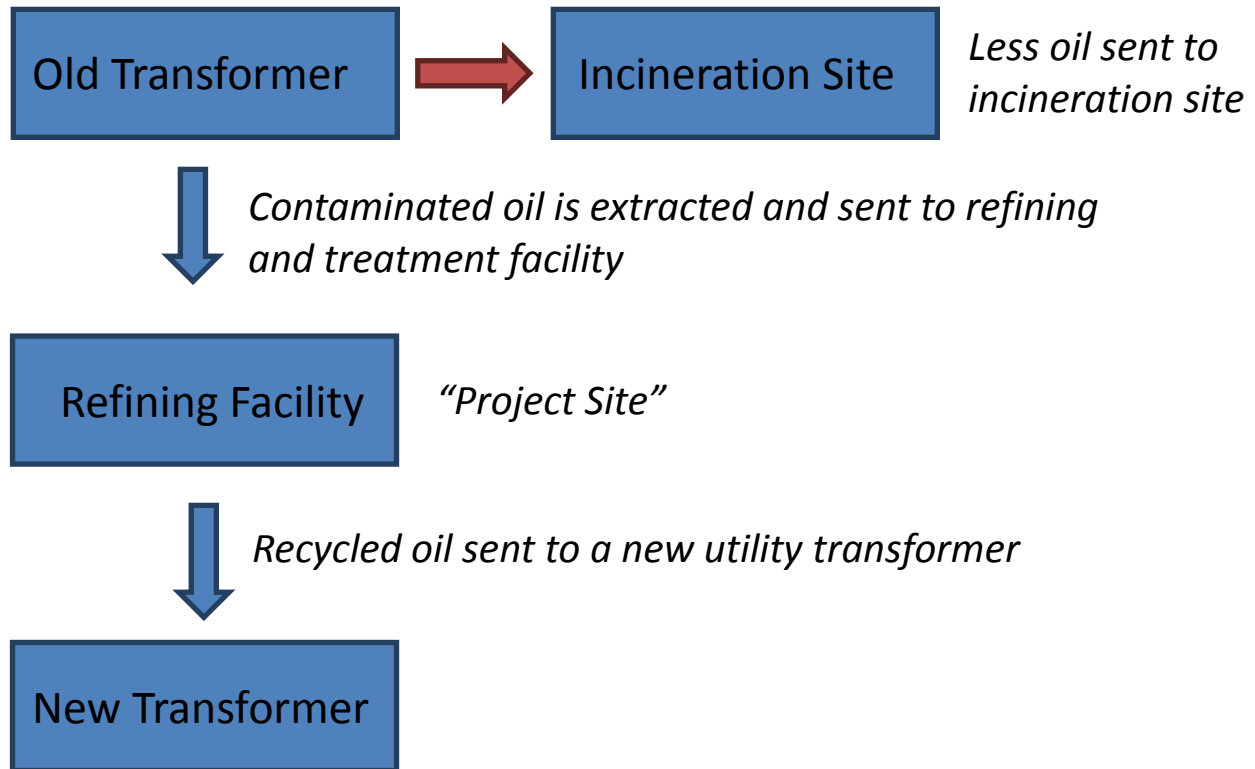 Old Transformer
Incineration Site
Less oil sent to
incineration site
Contaminated oil is extracted and sent to refining
and treatment facility
Refining Facility
“Project Site”
Recycled oil sent to a new utility transformer
New Transformer